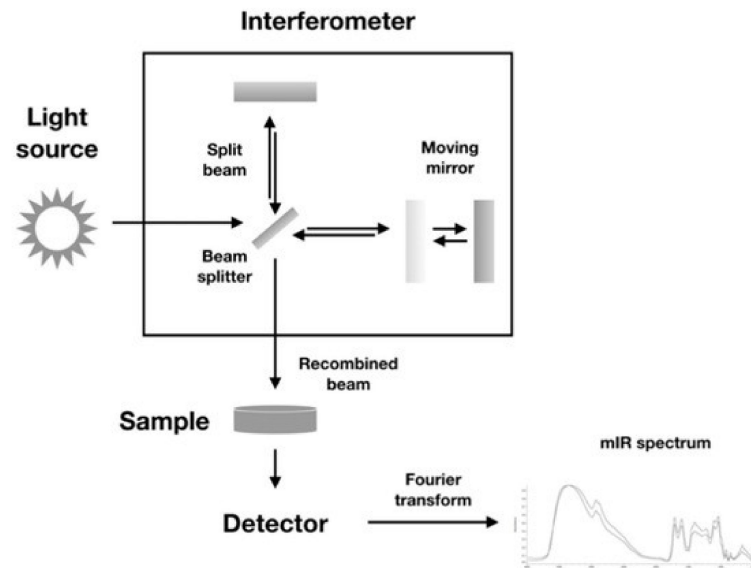 Interferometer
Light
source
Split
beam
Moving
mirror
Beam
splitter
Recombined
beam
Sample
mIR spectrum
Fourier
transform
Detector